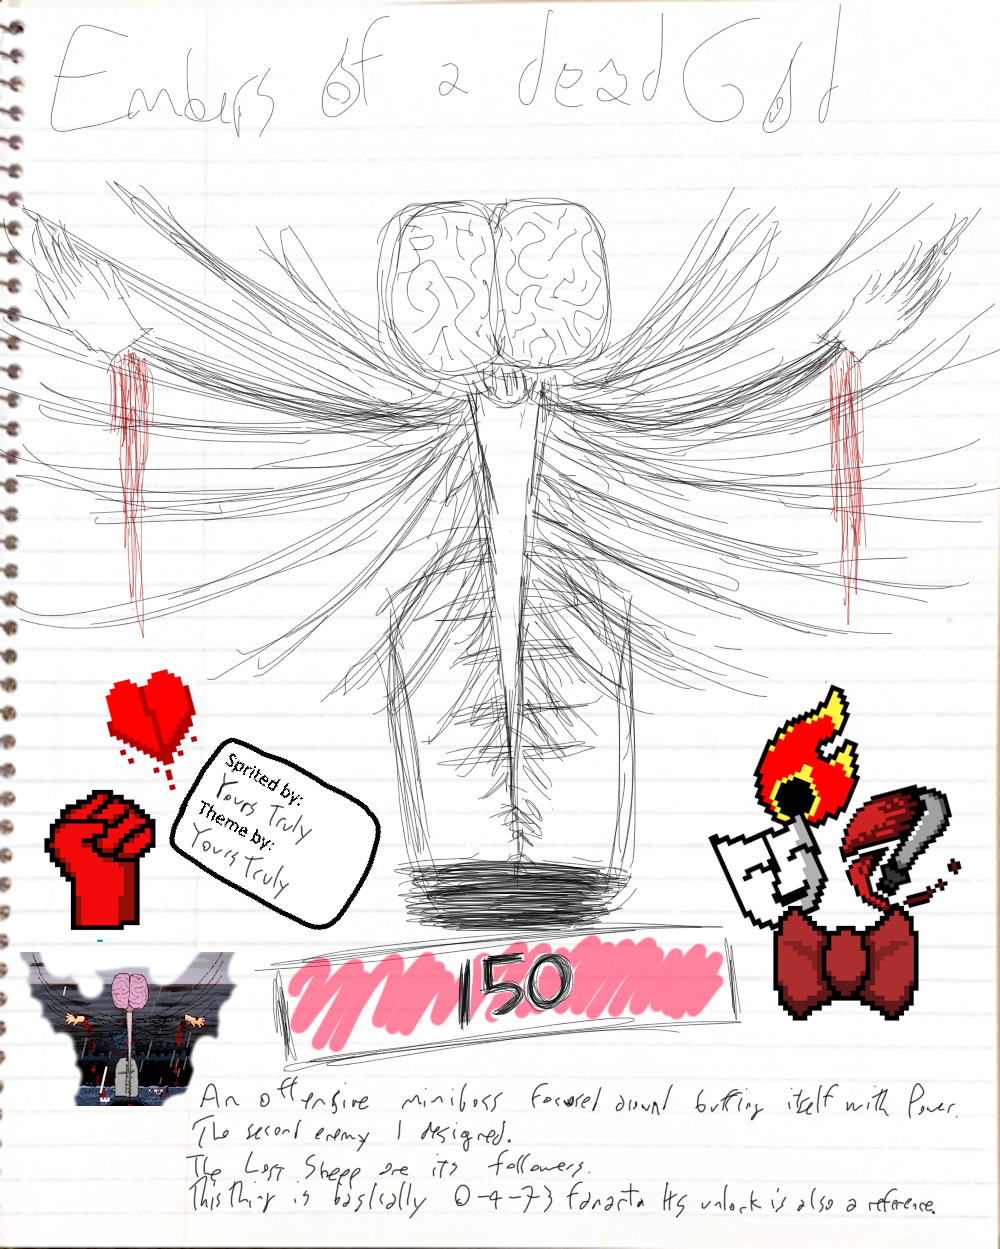 Embers of a dead God
Sprited by:
Yours Truly
Theme by:
Yours Truly
150
An offensive miniboss focused around buffing itself with Power.
The second enemy I designed.
The Lost Sheep are its followers.
This thing is basically 0-4-73 fanart. Its unlock is also a reference.